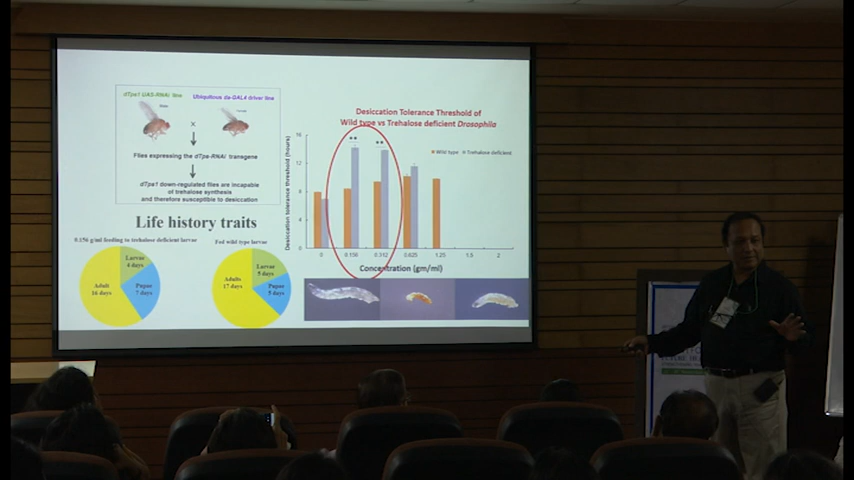 dTps1 UAS-RNAi line
Ubiquitous da-GAL4 driver line
Male
Female
×
Flies expressing the dTps-RNAi transgene
dTps1 down-regulated flies are incapable
of trehalose synthesis
and therefore susceptible to desiccation
Life history traits
0.156 g/ml feeding to trehalose deficient larvae
Fed wild type larvae
Larvae
6 days
Pupae
7 days
Adult
16 days
Larvae
5 days
Pupae
5 days
Adults
17 days
Desiccation Tolerance Threshold of
Wild type vs Trehalose deficient Drosophila
Desiccation tolerance threshold (hours)
16
12
8
4
0
**
**
Wild type
Trehalose deficient
0
0.156
0.312
0.625
1.25
1.5
2
Concentration (gm/ml)